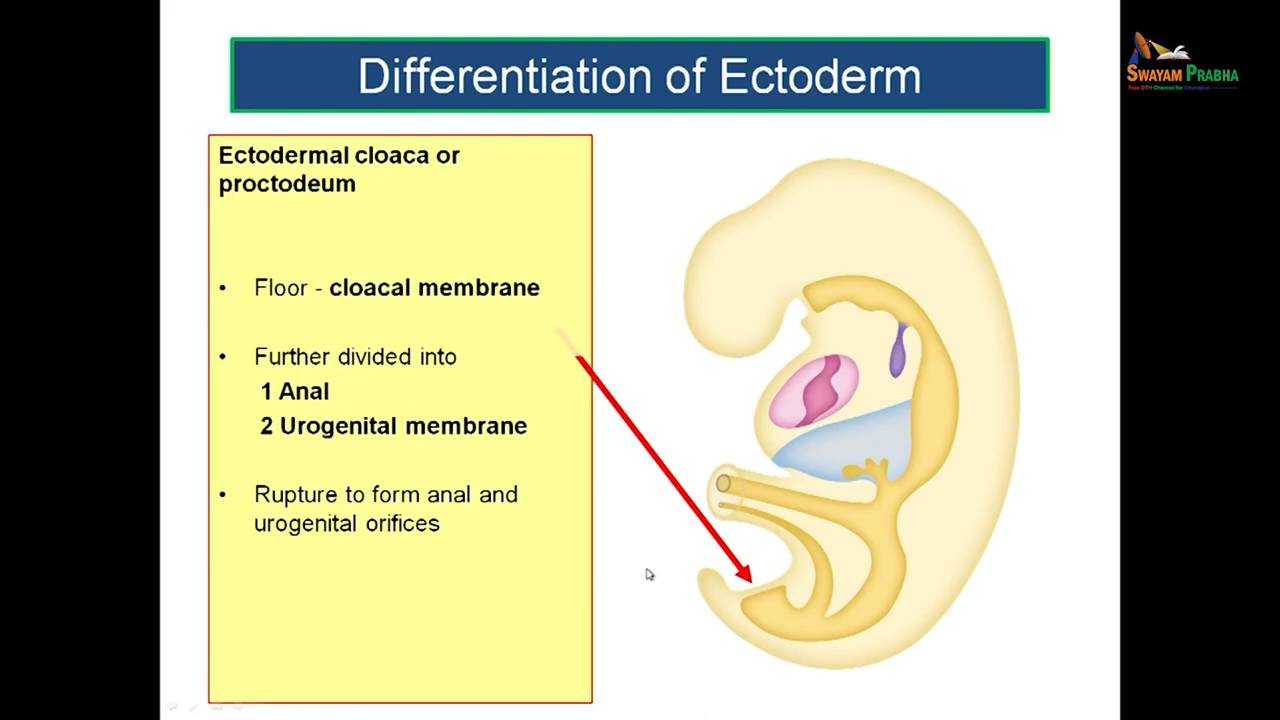 Differentiation of Ectoderm
SWAYAM PRABHA
Free DTH Channel for Education
Ectodermal cloaca or
proctodeum
• Floor - cloacal membrane
• Further divided into
1 Anal
2 Urogenital membrane
• Rupture to form anal and
urogenital orifices